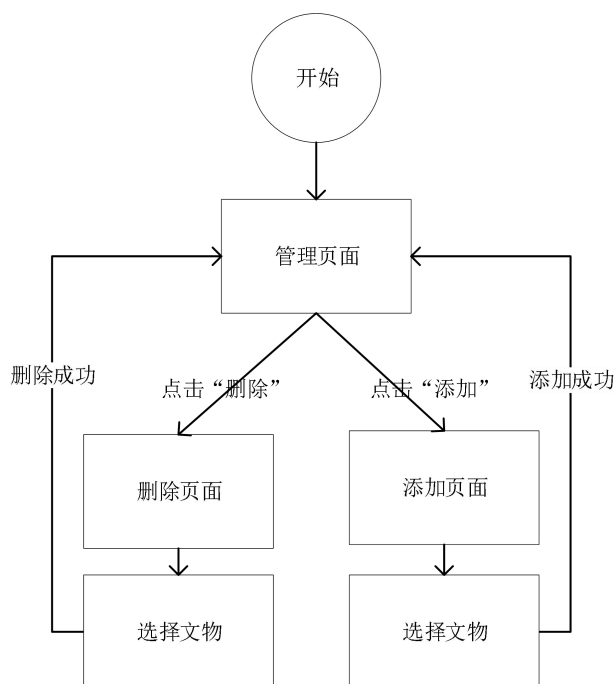 开始
管理页面
删除成功
点击“删除”
点击“添加”
添加成功
删除页面
添加页面
选择文物
选择文物